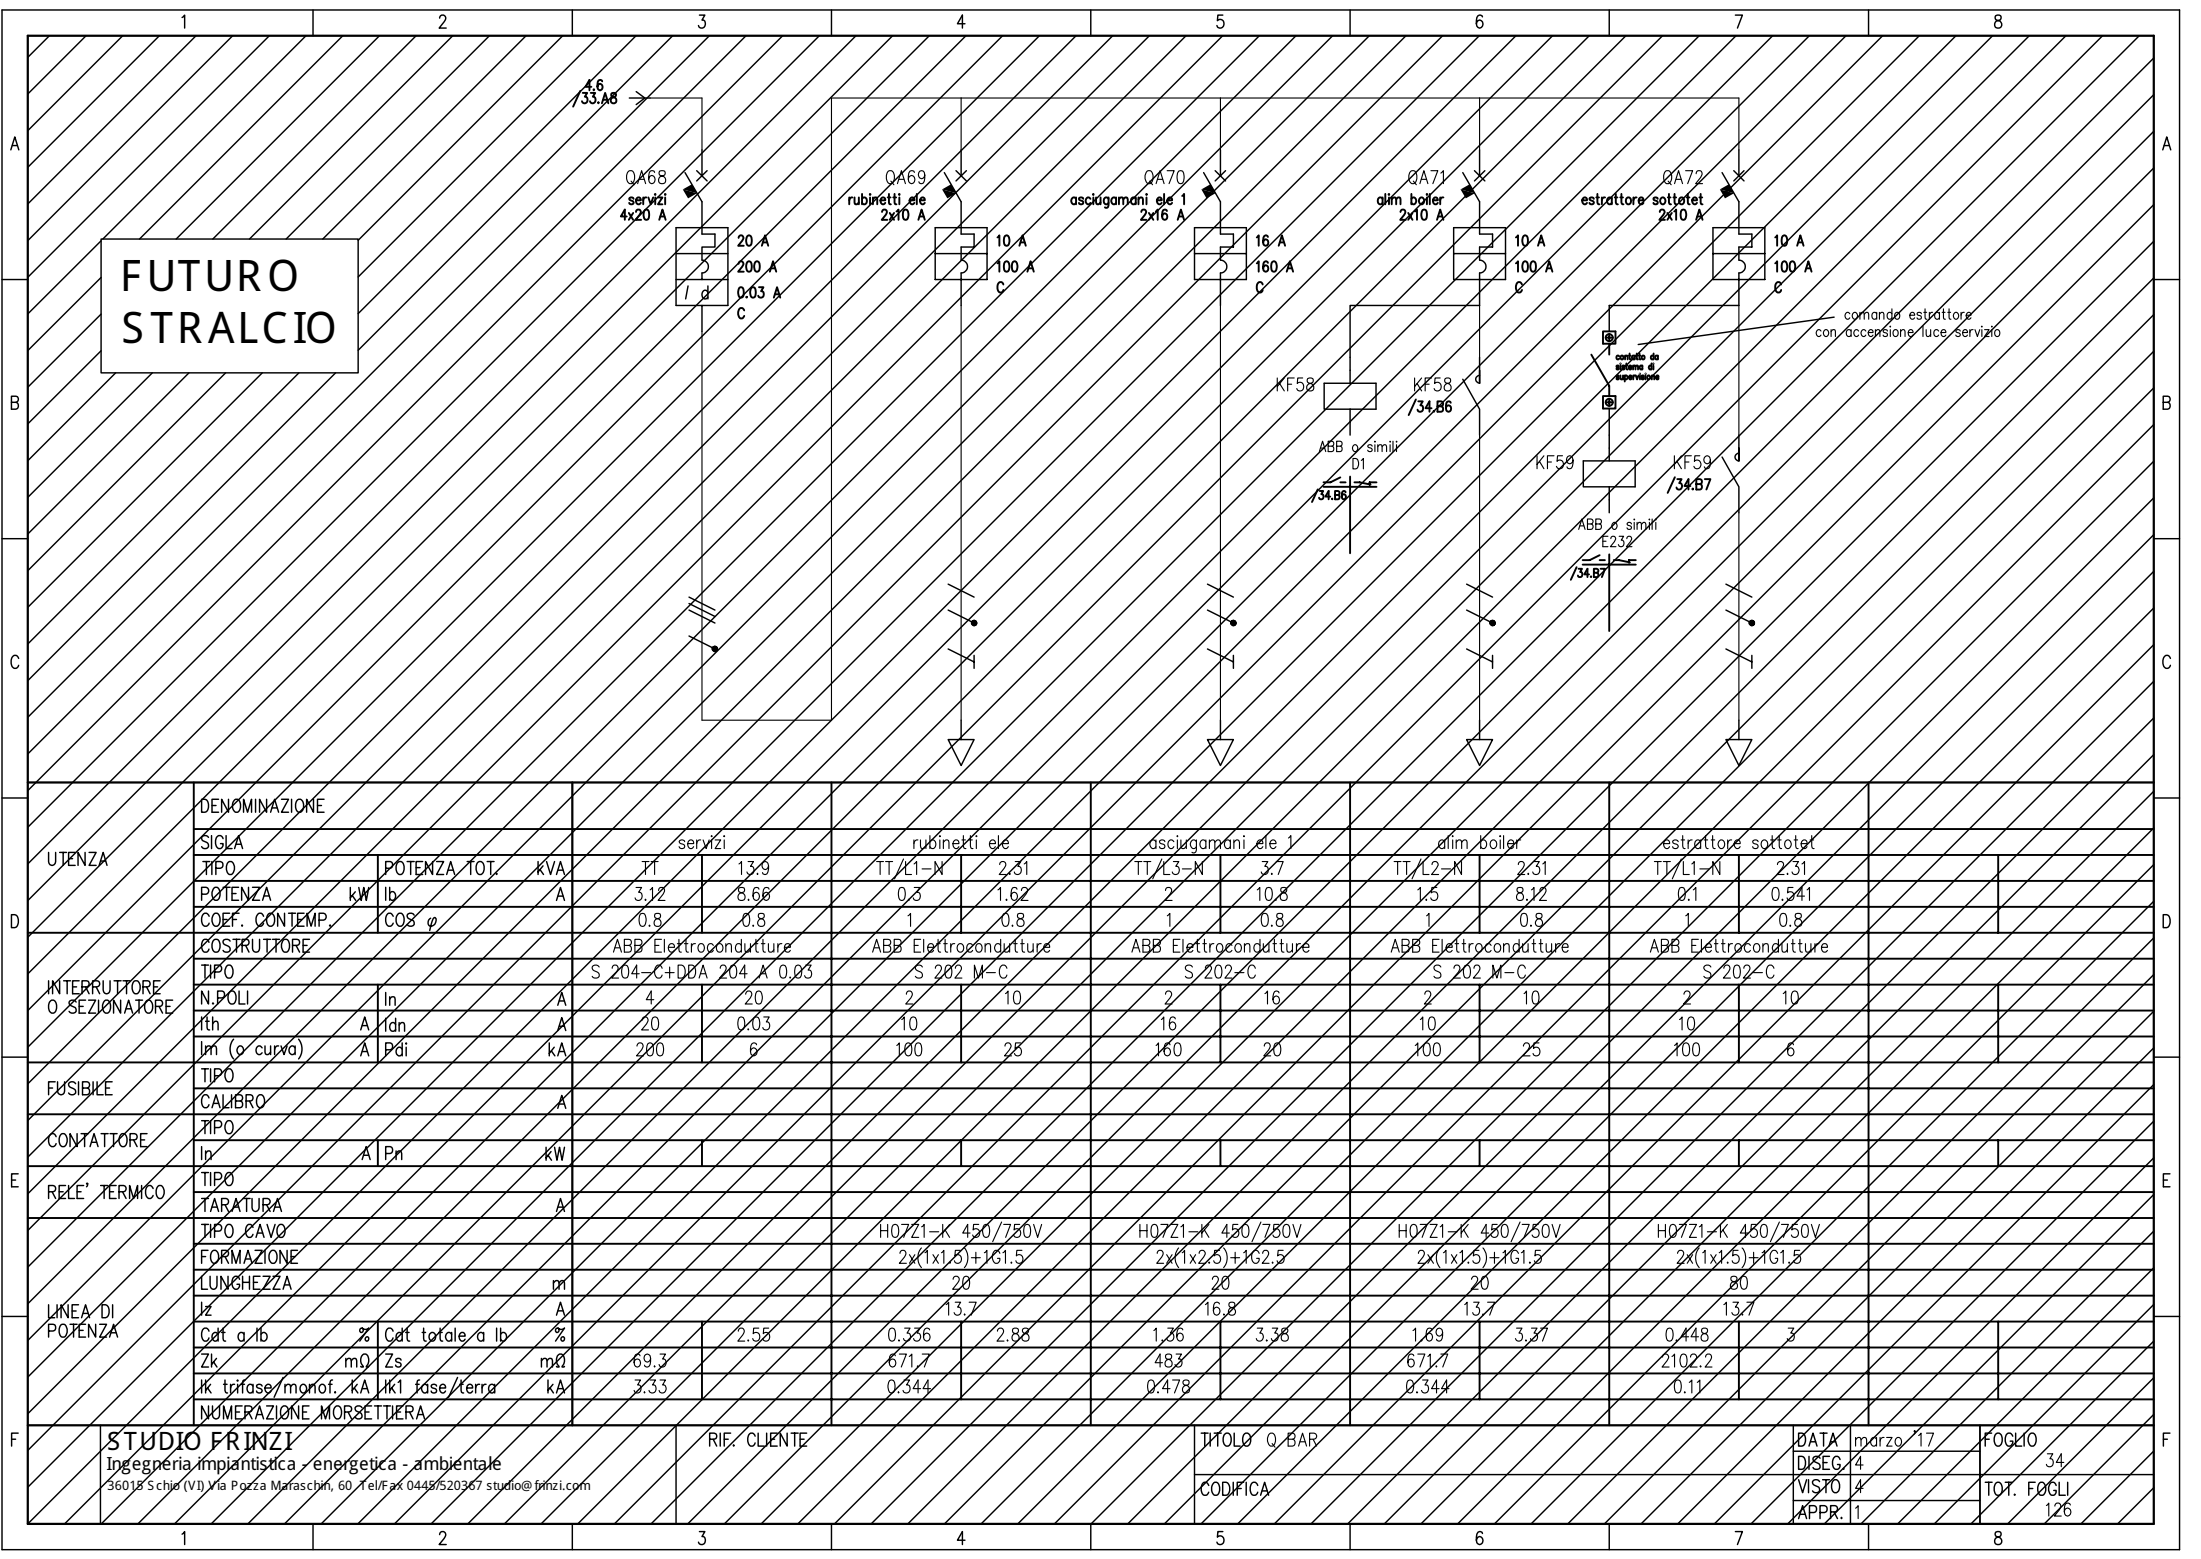 1 2 3 4 5 6 7 8
4.6
/33.A8
A A
QA68 QA69 QA70 QA71 QA72
servizi rubinetti ele asciugamani ele 1 alim boiler estrattore sottotet
4x20 A 2x10 A 2x16 A 2x10 A 2x10 A
20 A 10 A 16 A 10 A 10 A
200 A 100 A 160 A 100 A 100 A
I d 0.03 A C C C C
C
FUTURO
STRALCIO
comando estrattore
con accensione luce servizio
contatto da
sistema di
supervisione
B B
KF58 KF58
/34.B6
ABB o simili
D1
/34.B6
KF59 KF59
/34.B7
ABB o simili
E232
/34.B7
C C
UTENZA
DENOMINAZIONE
SIGLA servizi rubinetti ele asciugamani ele 1 alim boiler estrattore sottotet
TIPO POTENZA TOT. kVA TT 13.9 TT/L1-N 2.31 TT/L3-N 3.7 TT/L2-N 2.31 TT/L1-N 2.31
POTENZA kW Ib A 3.12 8.66 0.3 1.62 2 10.8 1.5 8.12 0.1 0.541
COEF. CONTEMP. COS φ 0.8 0.8 1 0.8 1 0.8 1 0.8 1 0.8
D D
INTERRUTTORE
O SEZIONATORE
COSTRUTTORE ABB Elettrocondutture ABB Elettrocondutture ABB Elettrocondutture ABB Elettrocondutture ABB Elettrocondutture
TIPO S 204-C+DDA 204 A 0.03 S 202 M-C S 202-C S 202 M-C S 202-C
N.POLI In A 4 20 2 10 2 16 2 10 2 10
Ith A Idn A 20 0.03 10 16 10 10
Im (o curva) A Pdi kA 200 6 100 25 160 20 100 25 100 6
FUSIBILE
TIPO
CALIBRO A
CONTATTORE
TIPO
In A Pn kW
E E
RELE' TERMICO
TIPO
TARATURA A
LINEA DI
POTENZA
TIPO CAVO H07Z1-K 450/750V H07Z1-K 450/750V H07Z1-K 450/750V H07Z1-K 450/750V
FORMAZIONE 2x(1x1.5)+1G1.5 2x(1x2.5)+1G2.5 2x(1x1.5)+1G1.5 2x(1x1.5)+1G1.5
LUNGHEZZA m 20 20 20 80
Iz A 13.7 16.8 13.7 13.7
Cdt a Ib % Cdt totale a Ib % 2.55 0.336 2.88 1.36 3.38 1.69 3.37 0.448 3
Zk mΩ Zs mΩ 69.3 671.7 483 671.7 2102.2
Ik trifase/monof. kA Ik1 fase/terra kA 3.33 0.344 0.478 0.344 0.11
NUMERAZIONE MORSETTIERA
F F
STUDIO FRINZI
Ingegneria impiantistica - energetica - ambientale
36015 Schio (VI) Via Pozza Maraschin, 60 Tel/Fax 0445/520367 studio@frinzi.com
RIF. CLIENTE
TITOLO Q BAR
CODIFICA
DATA marzo '17
DISEG. 4
VISTO 4
APPR. 1
FOGLIO
34
TOT. FOGLI
126
1 2 3 4 5 6 7 8